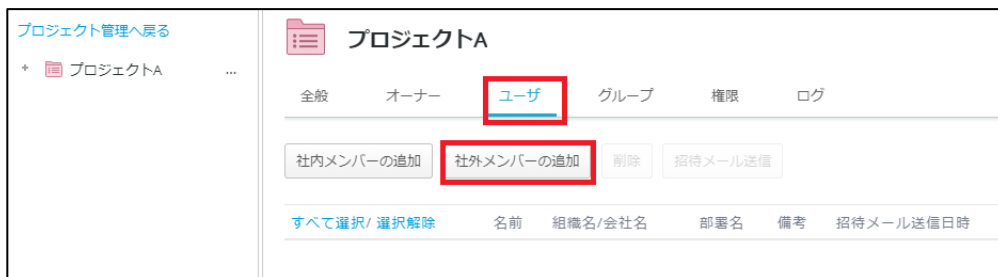 プロジェクト管理へ戻る
+ プロジェクトA ...
プロジェクトA
全般 オーナー ユーザ グループ 権限 ログ
社内メンバーの追加 社外メンバーの追加 削除 招待メール送信
すべて選択/ 選択解除 名前 組織名/会社名 部署名 備考 招待メール送信日時